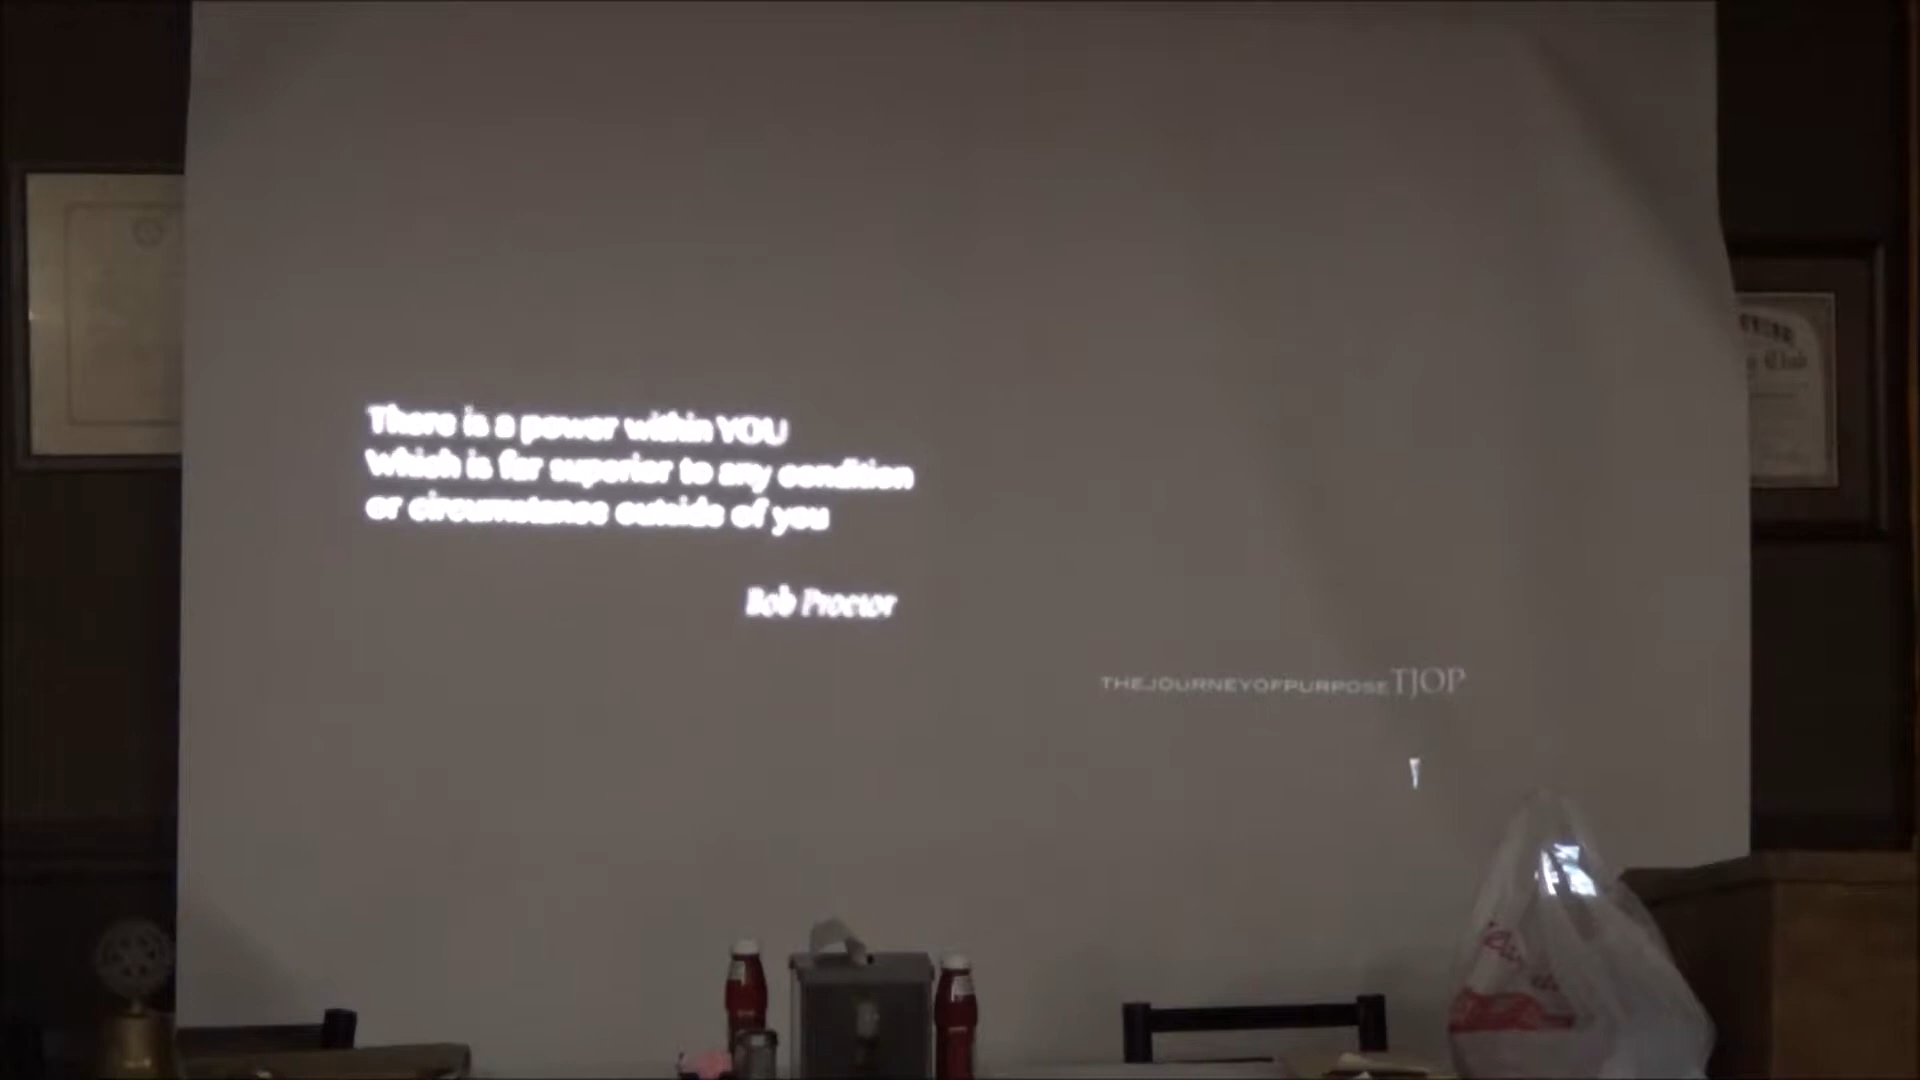 There is a power within YOU
Which is far superior to any condition
or circumstance outside of you
Bob Proctor
THEJOURNEYOFPURPOSE TJOP
Club